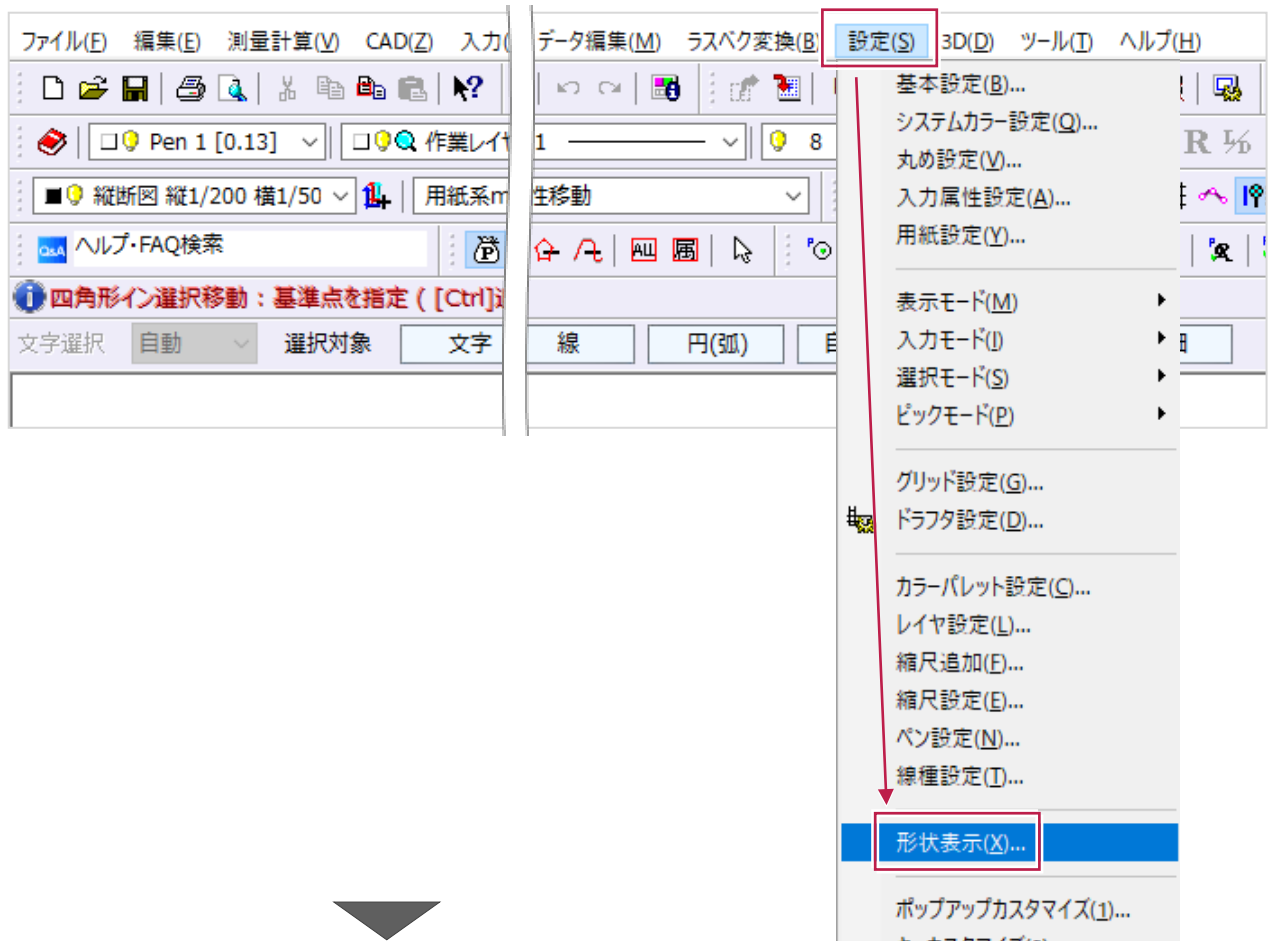 ファイル(F) 編集(E) 測量計算(V) CAD(Z) 入力( データ編集(M) ラスベク変換(B) 設定(S) 3D(D) ツール(T) ヘルプ(H)
Pen 1 [0.13] 作業レイヤ 1 8 R L/D
縦断図 縦1/200 横1/50 用紙系m 性移動
Q&A ヘルプ・FAQ検索 P ALL 属
四角形イン選択移動 : 基準点を指定 ( [Ctrl]
文字選択 自動 選択対象 文字 線 円(弧)
基本設定(B)...
システムカラー設定(Q)...
丸め設定(V)...
入力属性設定(A)...
用紙設定(Y)...
表示モード(M)
入力モード(I)
選択モード(S)
ピックモード(P)
グリッド設定(G)...
ドラフタ設定(D)...
カラーパレット設定(C)...
レイヤ設定(L)...
縮尺追加(F)...
縮尺設定(E)...
ペン設定(N)...
線種設定(T)...
形状表示(X)...
ポップアップカスタマイズ(1)...